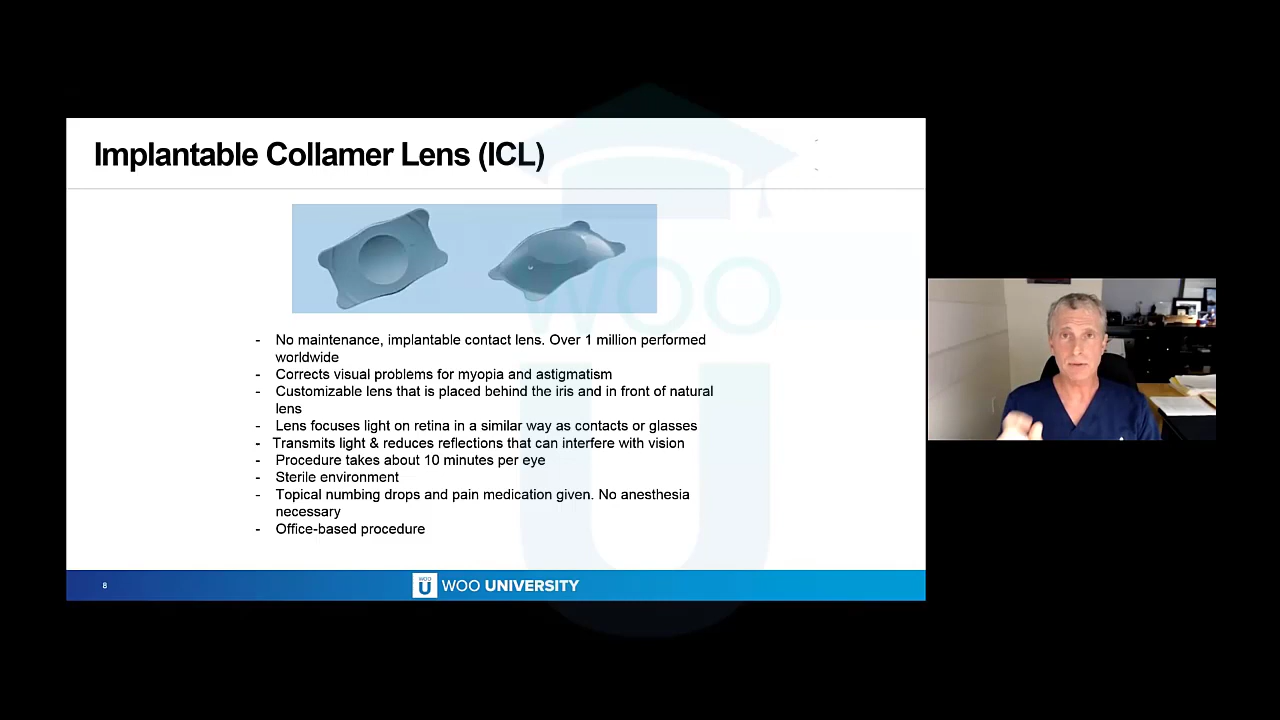 Implantable Collamer Lens (ICL)
- No maintenance, implantable contact lens. Over 1 million performed
worldwide
- Corrects visual problems for myopia and astigmatism
- Customizable lens that is placed behind the iris and in front of natural
lens
- Lens focuses light on retina in a similar way as contacts or glasses
- Transmits light & reduces reflections that can interfere with vision
- Procedure takes about 10 minutes per eye
- Sterile environment
- Topical numbing drops and pain medication given. No anesthesia
necessary
- Office-based procedure
8
WOO
U
WOO UNIVERSITY
WOO
U